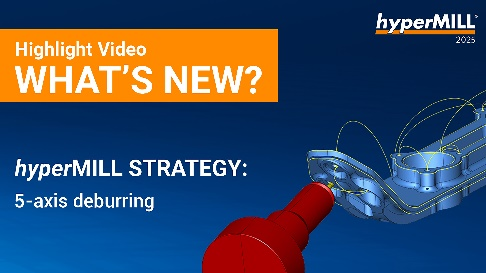 hyperMILL®
2025
Highlight Video
WHAT'S NEW?
hyperMILL STRATEGY:
5-axis deburring